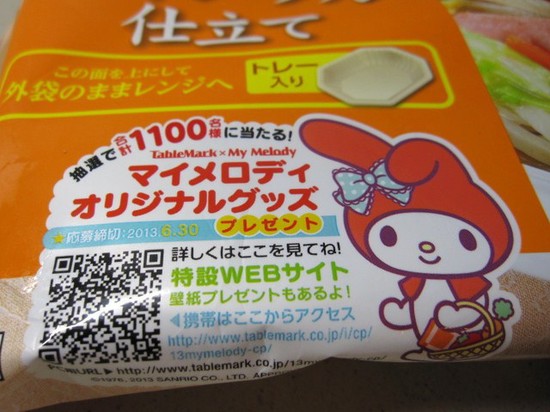 仕立て
この面を上にして
外袋のままレンジへ
トレー
入り
抽選で合計1100名様に当たる!
TableMark×My Melody
マイメロディ
オリジナルグッズ
プレゼント
★応募締切:2013.6.30
詳しくはここを見てね!
特設WEBサイト
壁紙プレゼントもあるよ!
◀携帯はここからアクセス
http://www.tablemark.co.jp/i/cp/
13mymelody-cp/
URL▶http://www.tablemark.co.jp/13mymelody-
©1976, 2013 SANRIO CO., LTD.